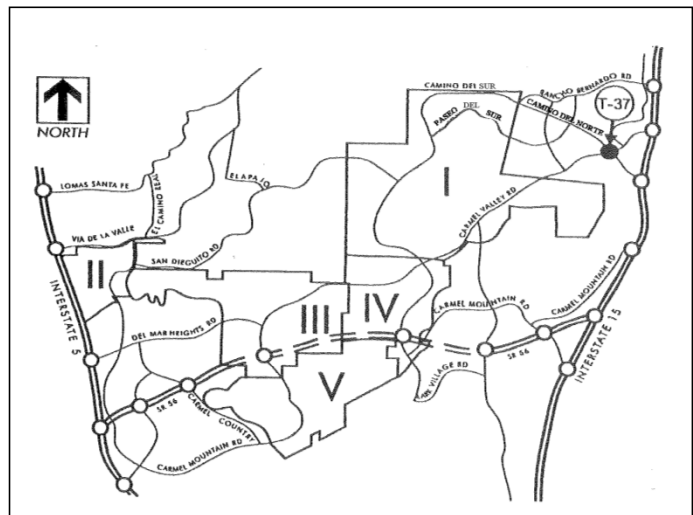 CAMINO DEL SUR
RANCHO BERNARDO RD
T-37
NORTH
PASEO DEL SUR
CAMINO DEL NORTE
I
LOMAS SANTA FE
EL CAMINO REAL
EL APAJO
CARMEL VALLEY RD
VIA DE LA VALLE
SAN DIEGUITO RD
II
INTERSTATE 5
DEL MAR HEIGHTS RD
III
IV
CARMEL MOUNTAIN RD
CARMEL MOUNTAIN RD
INTERSTATE 15
SR 56
V
VILLAGE RD
SR 56
CARMEL COUNTRY
CARMEL MOUNTAIN RD